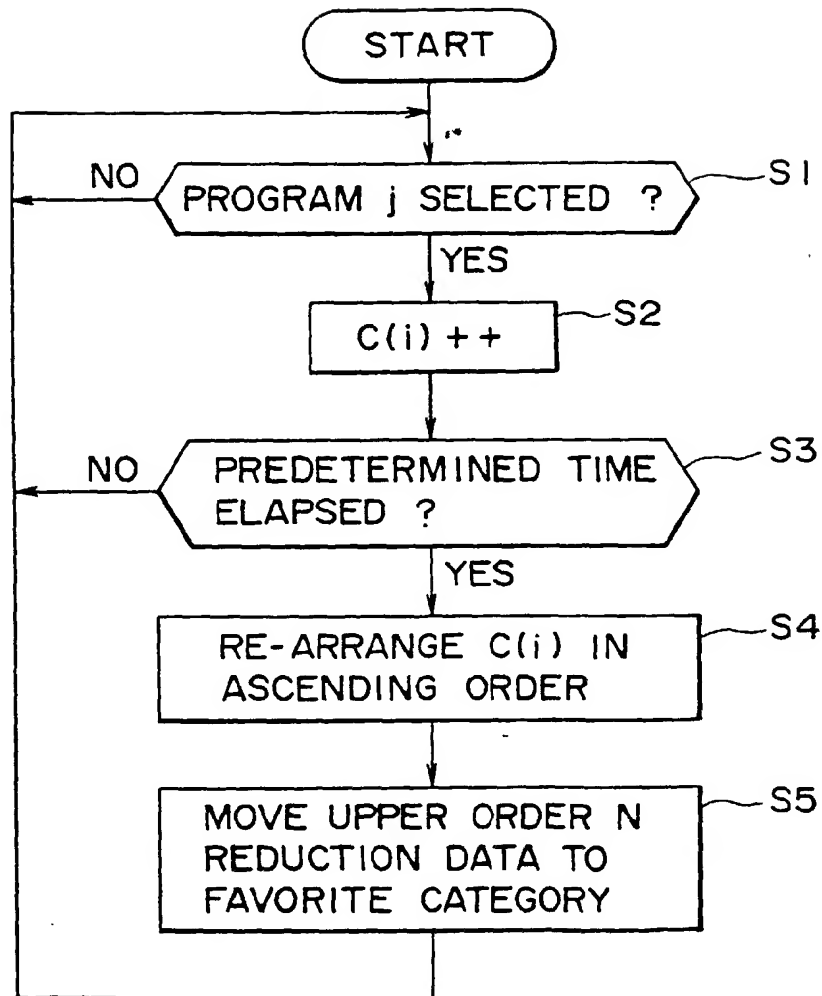 START
NO
PROGRAM j SELECTED ?
S1
YES
C(i) + +
S2
NO
PREDETERMINED TIME
ELAPSED ?
S3
YES
RE-ARRANGE C(i) IN
ASCENDING ORDER
S4
MOVE UPPER ORDER N
REDUCTION DATA TO
FAVORITE CATEGORY
S5